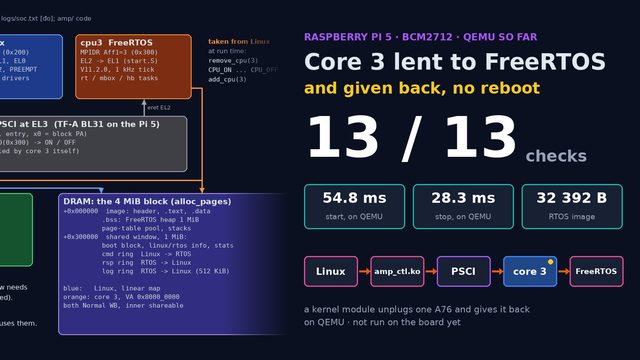 logs/soc.txt [đo]; amp/ code
(0x200)
L1, EL0
2, PREEMPT
drivers
cpu3 FreeRTOS
MPIDR Aff1=3 (0x300)
EL2 -> EL1 (start.S)
V11.2.0, 1 kHz tick
rt / mbox / hb tasks
taken from Linux
at run time:
remove_cpu(3)
CPU_ON ... CPU_OFF
add_cpu(3)
eret EL2
PSCI at EL3 (TF-A BL31 on the Pi 5)
, entry, x0 = block PA)
0(0x300) -> ON / OFF
led by core 3 itself)
DRAM: the 4 MiB block (alloc_pages)
+0x000000 image: header, .text, .data
.bss: FreeRTOS heap 1 MiB
page-table pool, stacks
+0x300000 shared window, 1 MiB:
boot block, linux/rtos info, stats
cmd ring Linux -> RTOS
rsp ring RTOS -> Linux
log ring RTOS -> Linux (512 KiB)
blue: Linux, linear map
orange: core 3, VA 0x8000_0000
both Normal WB, inner shareable
w needs
ed).
uses them.
RASPBERRY PI 5 · BCM2712 · QEMU SO FAR
Core 3 lent to FreeRTOS
and given back, no reboot
13 / 13 checks
54.8 ms
start, on QEMU
28.3 ms
stop, on QEMU
32 392 B
RTOS image
Linux
amp_ctl.ko
PSCI
core 3
FreeRTOS
a kernel module unplugs one A76 and gives it back
on QEMU · not run on the board yet